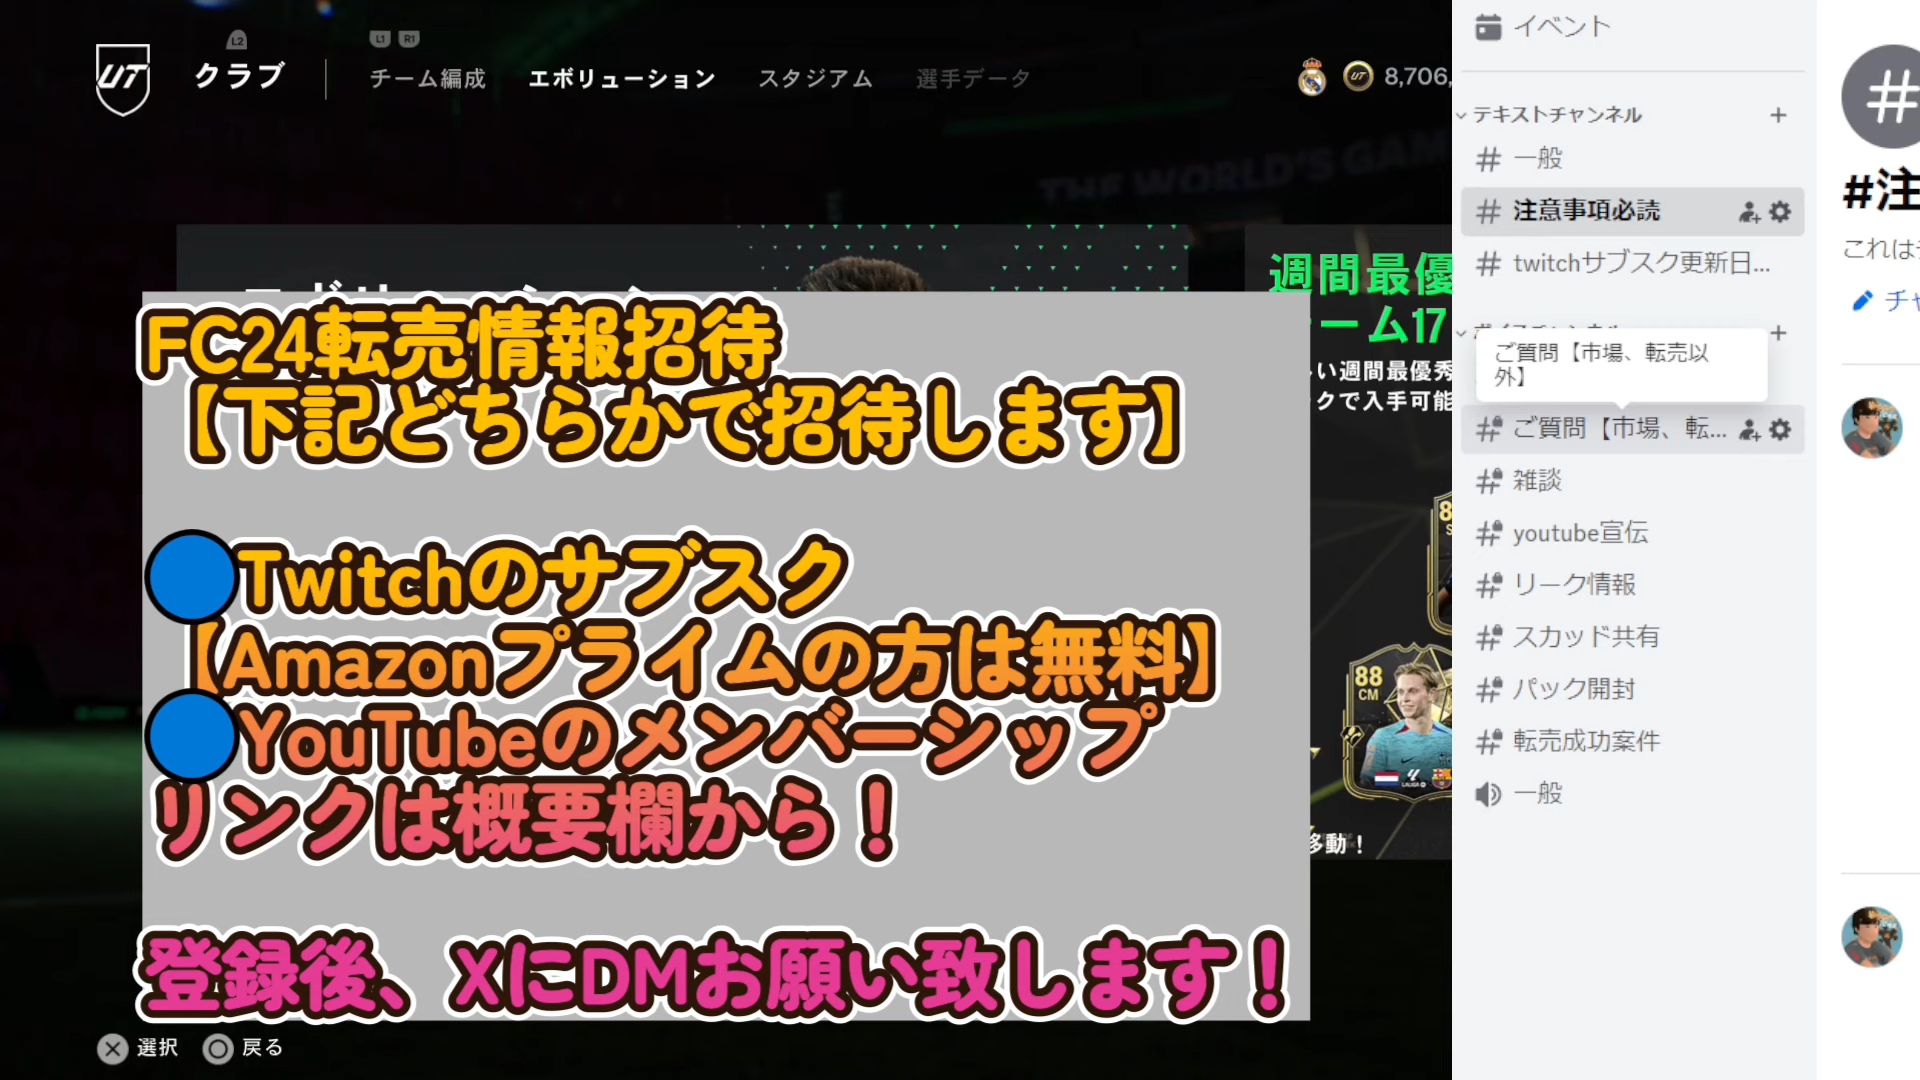 L2
L1 R1
UT
クラブ
チーム編成
エボリューション
スタジアム
選手データ
UT
8,706,
THE WORLD'S GAM
週間最優
ーム17
い週間最優秀
ックで入手可能
FC24転売情報招待
【下記どちらかで招待します】
Twitchのサブスク
【Amazonプライムの方は無料】
YouTubeのメンバーシップ
リンクは概要欄から！
登録後、XにDMお願い致します！
88
CM
LALIGA
移動！
選択
戻る
イベント
テキストチャンネル
# 一般
# 注意事項必読
# twitchサブスク更新日...
ご質問【市場、転売以
外】
# ご質問【市場、転...
# 雑談
# youtube宣伝
# リーク情報
# スカッド共有
# パック開封
# 転売成功案件
一般
#
#注
これは
チャ